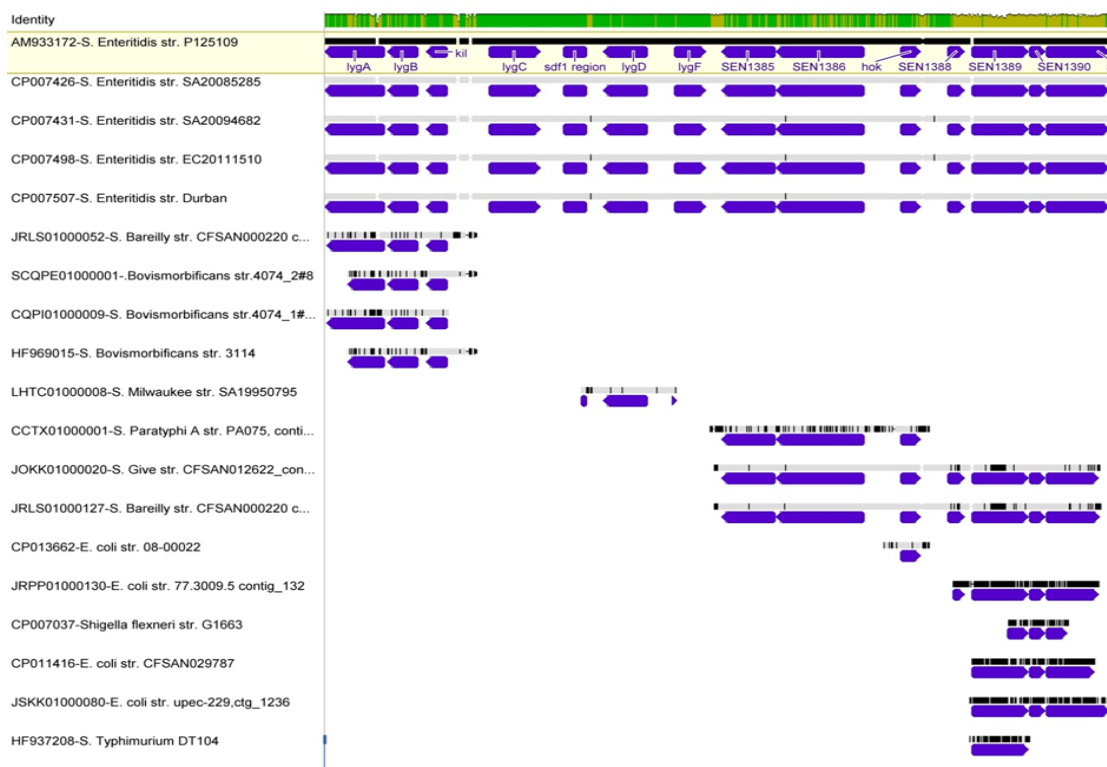 Identity
AM933172-S. Enteritidis str. P125109
lygA lygB kil lygC sdf1 region lygD lygF SEN1385 SEN1386 hok SEN1388 SEN1389 SEN1390
CP007426-S. Enteritidis str. SA20085285
CP007431-S. Enteritidis str. SA20094682
CP007498-S. Enteritidis str. EC20111510
CP007507-S. Enteritidis str. Durban
JRLS01000052-S. Bareilly str. CFSAN000220 c...
SCQPE01000001-.Bovismorbificans str.4074_2#8
CQPI01000009-S. Bovismorbificans str.4074_1#...
HF969015-S. Bovismorbificans str. 3114
LHTC01000008-S. Milwaukee str. SA19950795
CCTX01000001-S. Paratyphi A str. PA075, conti...
JOKK01000020-S. Give str. CFSAN012622_con...
JRLS01000127-S. Bareilly str. CFSAN000220 c...
CP013662-E. coli str. 08-00022
JRPP01000130-E. coli str. 77.3009.5 contig_132
CP007037-Shigella flexneri str. G1663
CP011416-E. coli str. CFSAN029787
JSKK01000080-E. coli str. upec-229,ctg_1236
HF937208-S. Typhimurium DT104